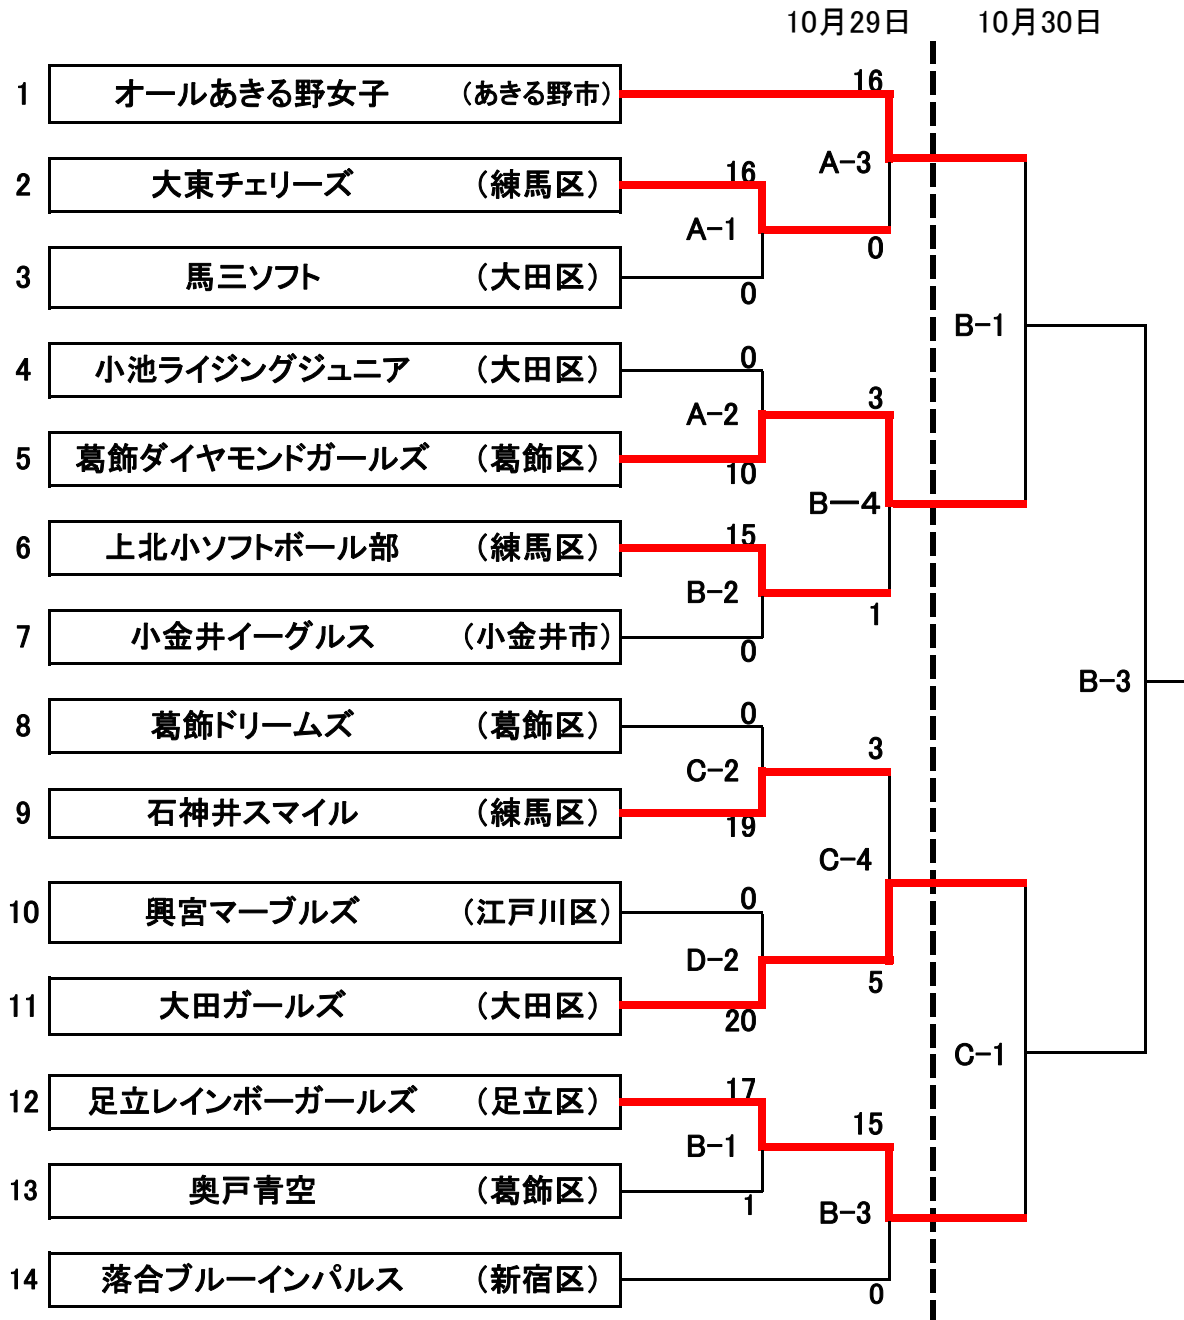 10月29日 10月30日
1 オールあきる野女子 (あきる野市) 16
A-3
2 大東チェリーズ (練馬区) 16
A-1
0
3 馬三ソフト (大田区)
0
B-1
4 小池ライジングジュニア (大田区) 0
3
A-2
5 葛飾ダイヤモンドガールズ (葛飾区)
10
B-4
6 上北小ソフトボール部 (練馬区) 15
B-2
1
7 小金井イーグルス (小金井市)
0
B-3
8 葛飾ドリームズ (葛飾区) 0
3
C-2
9 石神井スマイル (練馬区)
19
C-4
10 興宮マーブルズ (江戸川区) 0
D-2
5
11 大田ガールズ (大田区)
20
C-1
12 足立レインボーガールズ (足立区) 17
15
B-1
13 奥戸青空 (葛飾区)
1
B-3
14 落合ブルーインパルス (新宿区)
0